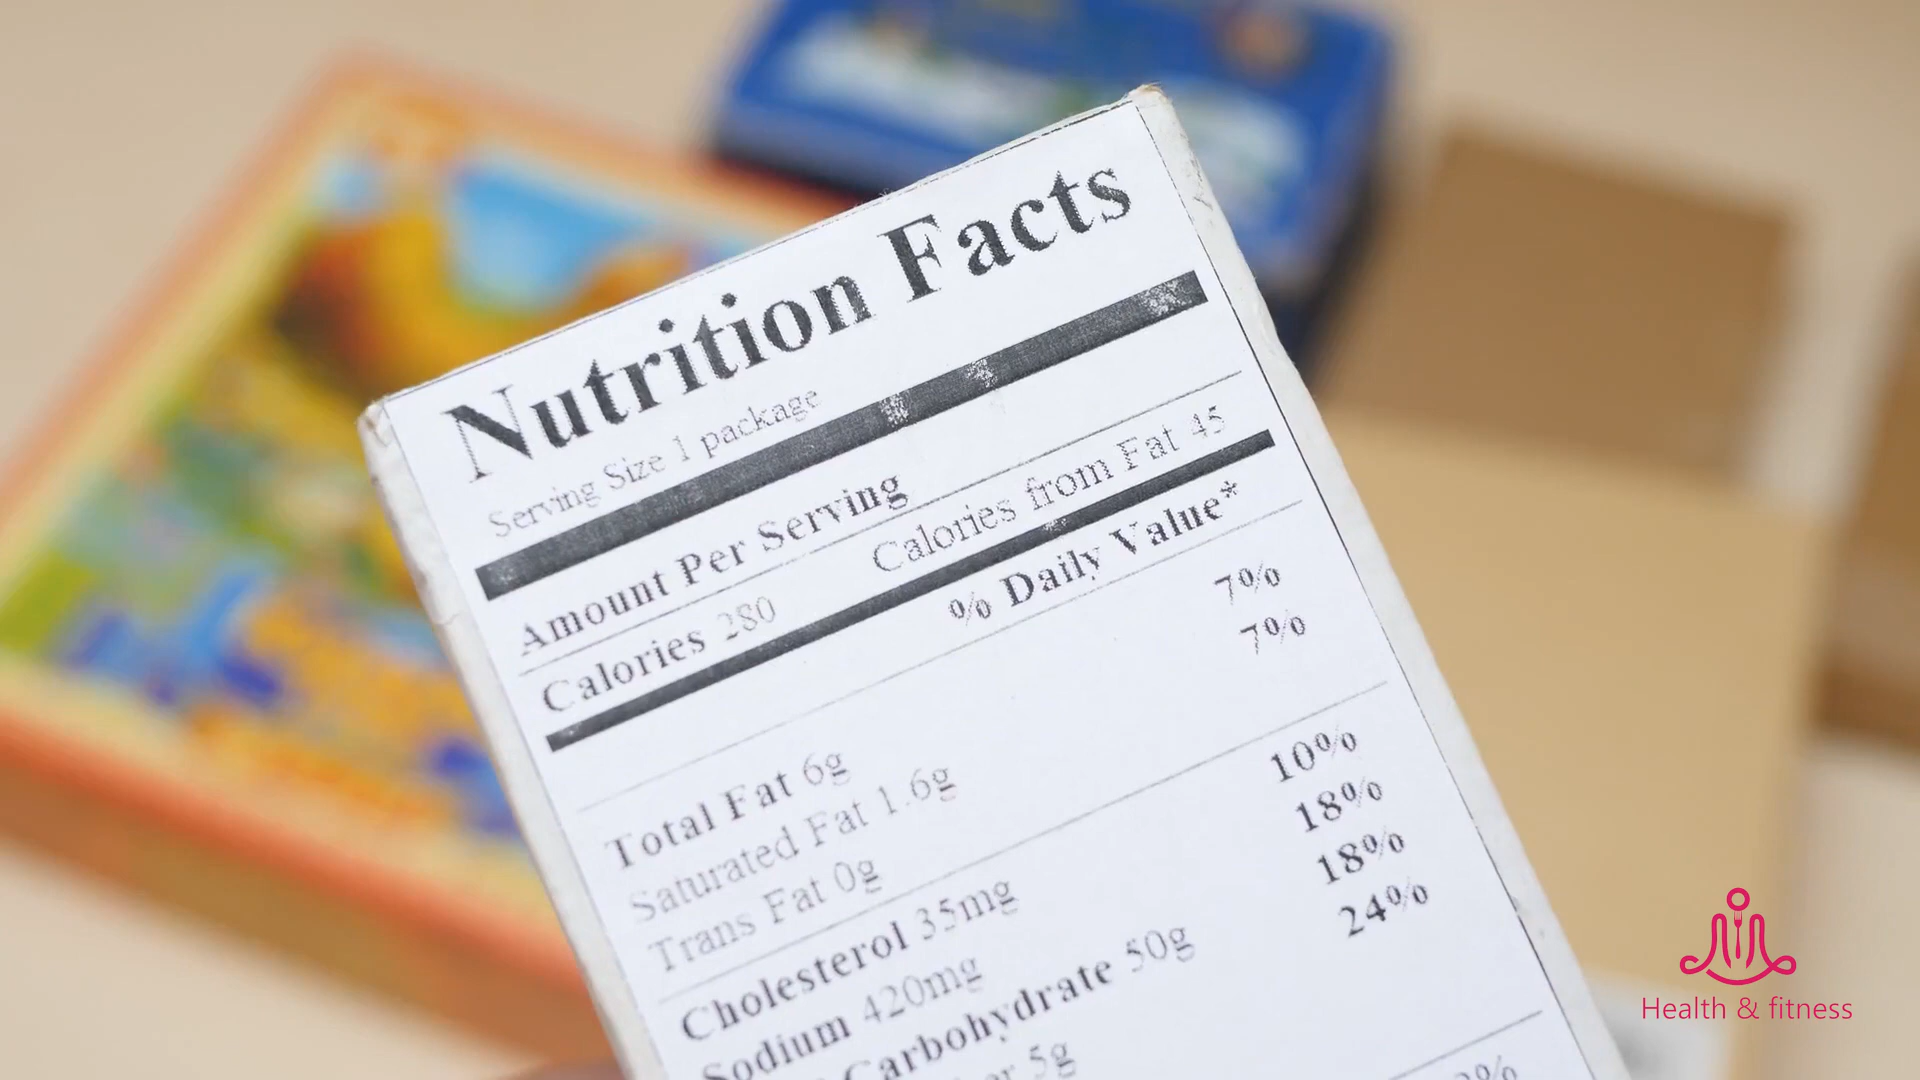 Nutrition Facts
Serving Size 1 package
Amount Per Serving
Calories 280 Calories from Fat 45
% Daily Value*
7%
7%
Total Fat 6g
Saturated Fat 1.6g
Trans Fat 0g
10%
18%
18%
24%
Cholesterol 35mg
Sodium 420mg
Carbohydrate 50g
5g
Health & fitness